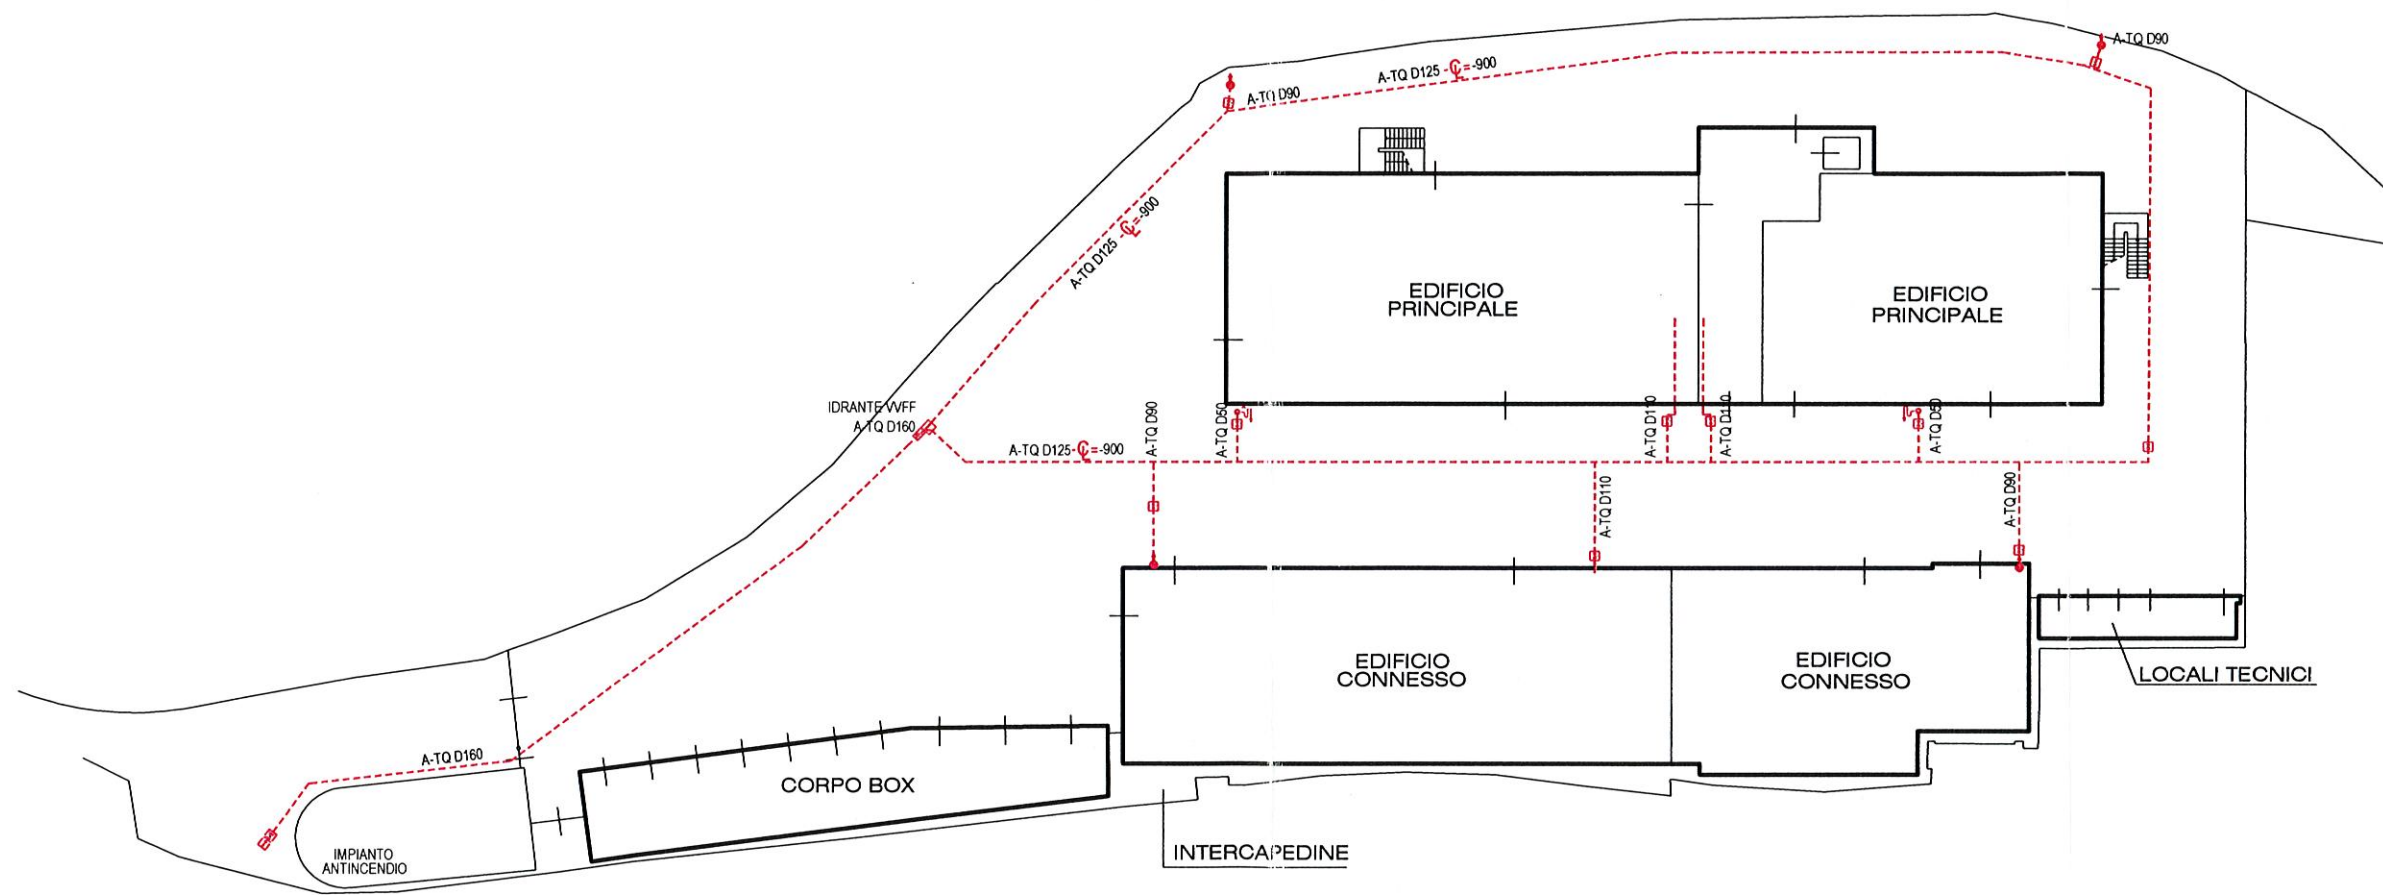 A-TQ D90
A-TQ D125 - ℄ =-900
A-TQ D90
A-TQ D125 - ℄ =-900
EDIFICIO
PRINCIPALE
EDIFICIO
PRINCIPALE
IDRANTE VVFF
A-TQ D160
A-TQ D125- ℄ =-900
A-TQ D90
A-TQ D50
A-TQ D110
A-TQ D110
A-TQ D50
A-TQ D110
A-TQ D90
EDIFICIO
CONNESSO
EDIFICIO
CONNESSO
LOCALI TECNICI
A-TQ D160
CORPO BOX
IMPIANTO
ANTINCENDIO
INTERCAPEDINE